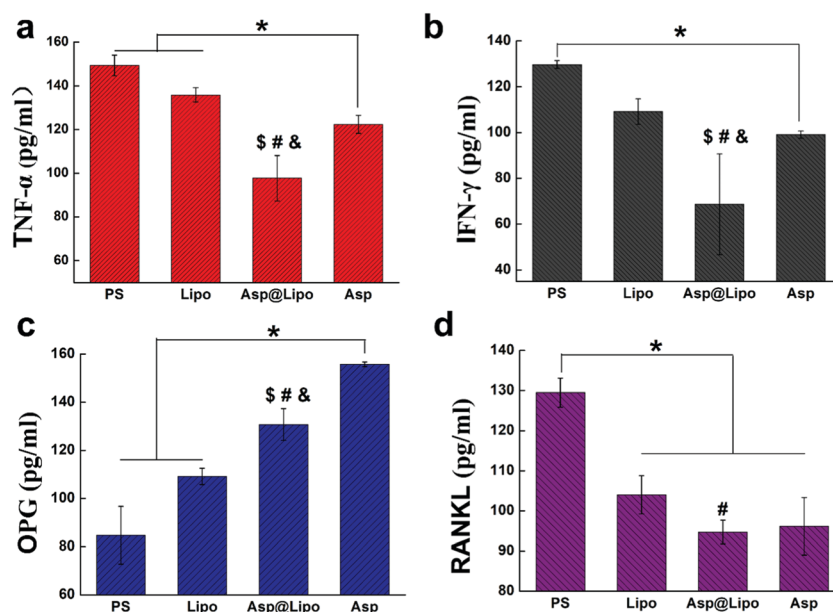 a
*
$ # &
TNF-α (pg/ml)
160
140
120
100
80
60
PS Lipo Asp@Lipo Asp
b
*
$ # &
IFN-γ (pg/ml)
140
120
100
80
60
40
PS Lipo Asp@Lipo Asp
c
*
$ # &
OPG (pg/ml)
160
140
120
100
80
60
PS Lipo Asp@Lipo Asp
d
*
#
RANKL (pg/ml)
140
130
120
110
100
90
80
PS Lipo Asp@Lipo Asp